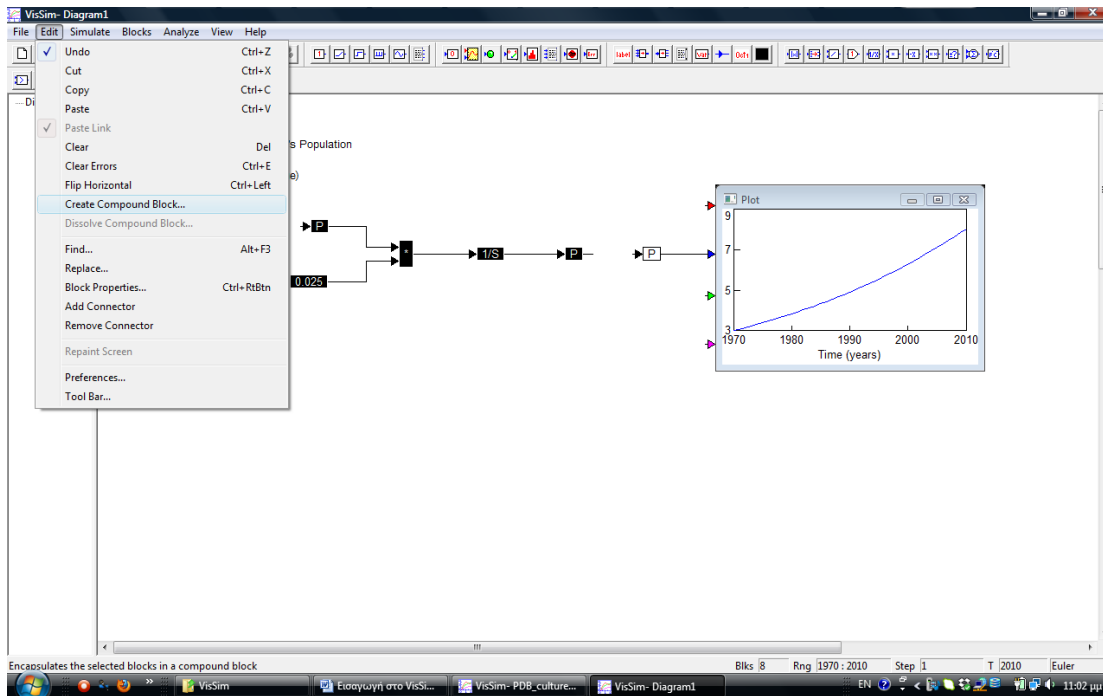 VisSim- Diagram1
File Edit Simulate Blocks Analyze View Help
Undo Ctrl+Z
Cut Ctrl+X
Copy Ctrl+C
Paste Ctrl+V
Paste Link
Clear Del
Clear Errors Ctrl+E
Flip Horizontal Ctrl+Left
Create Compound Block...
Dissolve Compound Block...
Find... Alt+F3
Replace...
Block Properties... Ctrl+RtBtn
Add Connector
Remove Connector
Repaint Screen
Preferences...
Tool Bar...
Di
s Population
e)
P
*
1/S
P
P
0.025
Plot
9
7
5
3
1970 1980 1990 2000 2010
Time (years)
Encapsulates the selected blocks in a compound block
Blks 8 Rng 1970 : 2010 Step 1 T 2010 Euler
VisSim
Εισαγωγή στο VisSi...
VisSim- PDB_culture...
VisSim- Diagram1
EN
11:02 μμ